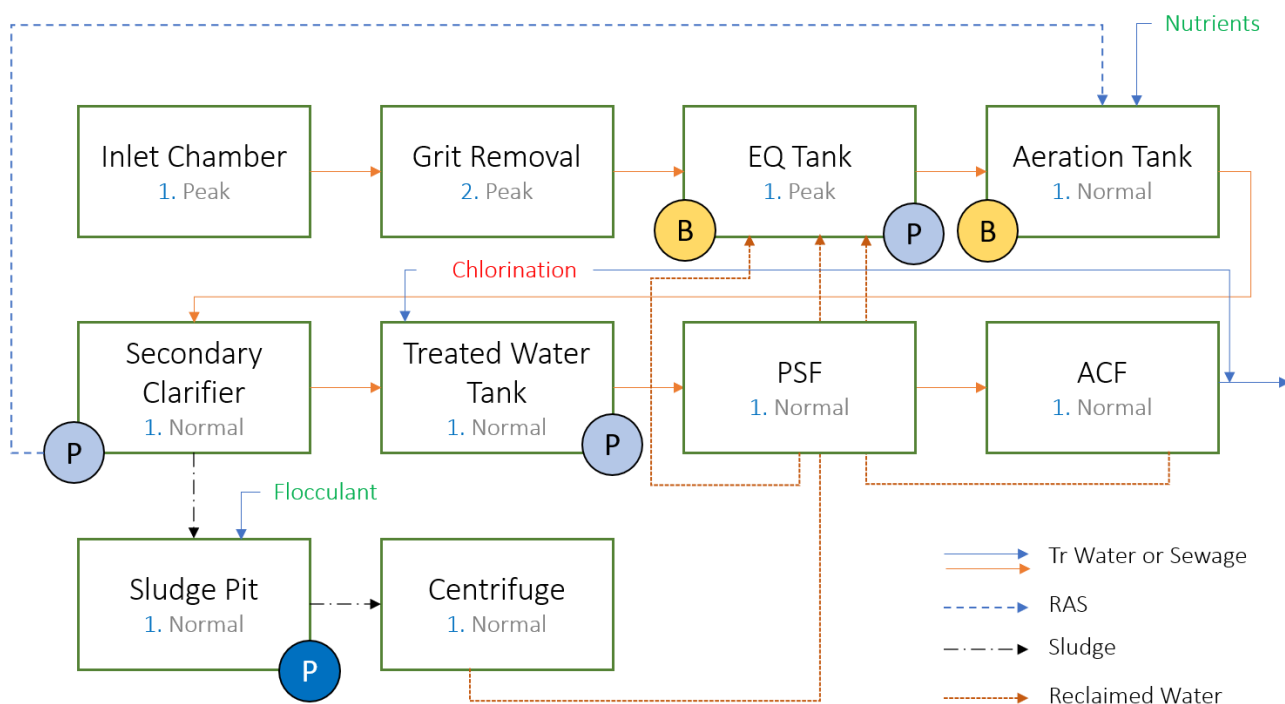 Nutrients
Inlet Chamber
1. Peak
Grit Removal
2. Peak
EQ Tank
1. Peak
Aeration Tank
1. Normal
B
P
B
Chlorination
Secondary
Clarifier
1. Normal
Treated Water
Tank
1. Normal
PSF
1. Normal
ACF
1. Normal
P
P
Flocculant
Sludge Pit
1. Normal
Centrifuge
1. Normal
P
Tr Water or Sewage
RAS
Sludge
Reclaimed Water